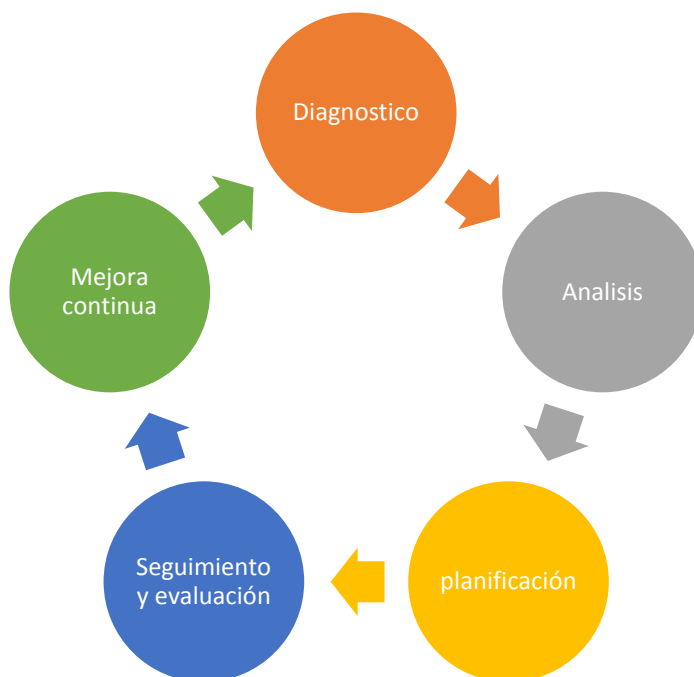 Diagnostico
Analisis
planificación
Seguimiento
y evaluación
Mejora
continua